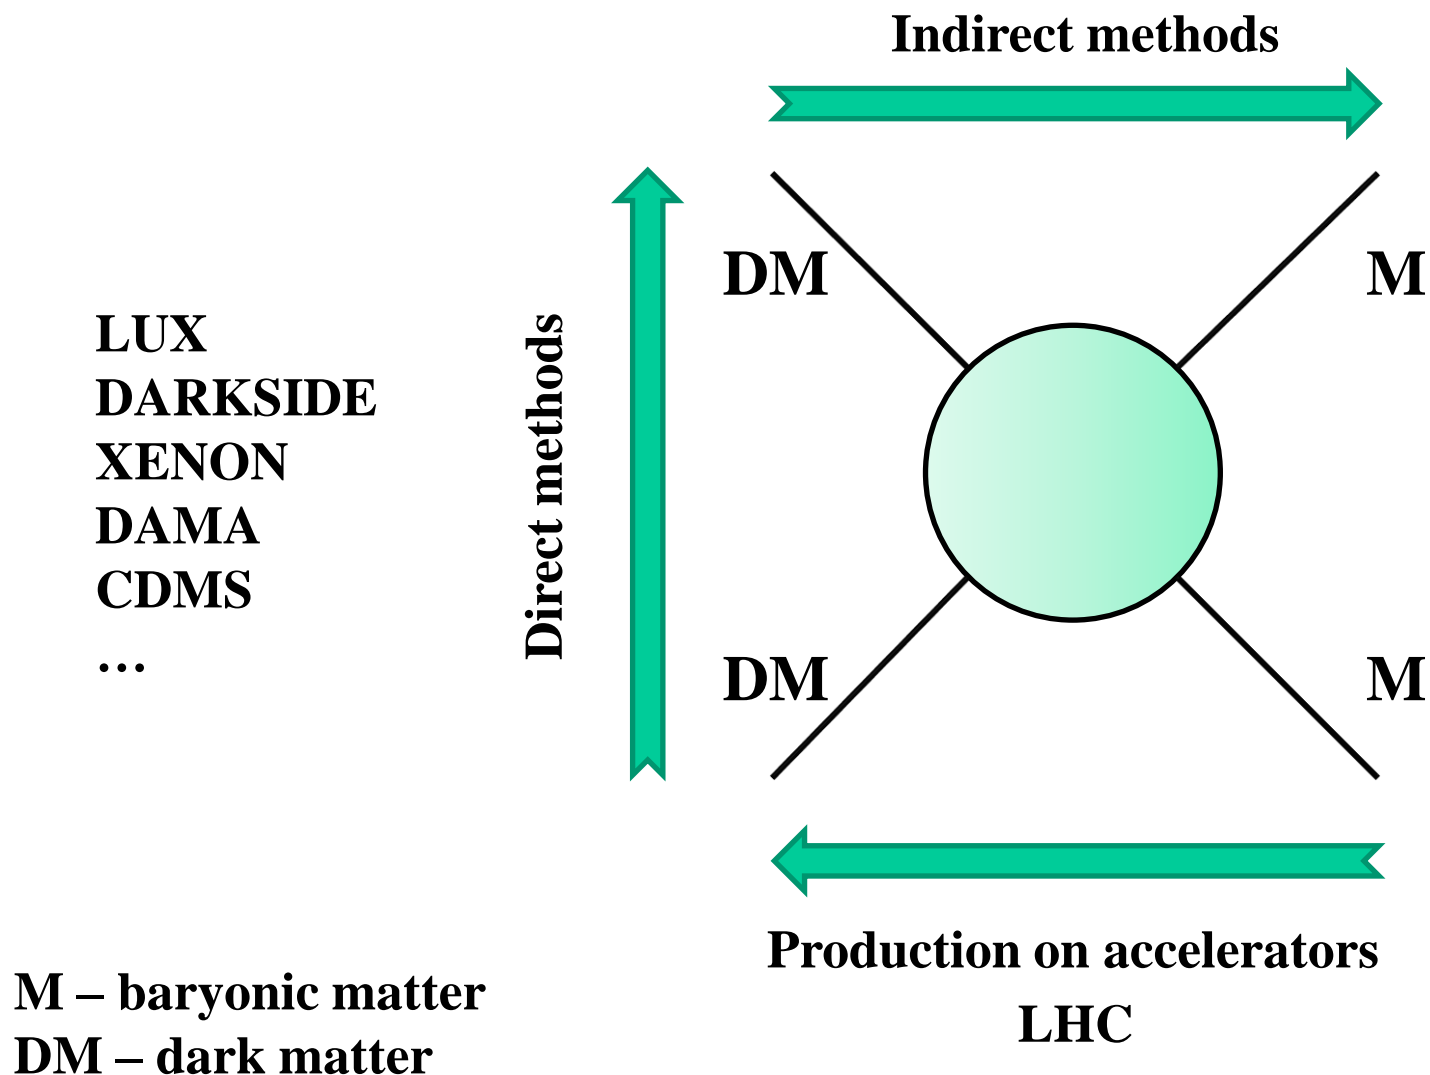 Indirect methods
DM
M
LUX
DARKSIDE
XENON
DAMA
CDMS
…
Direct methods
DM
M
Production on accelerators
LHC
M – baryonic matter
DM – dark matter